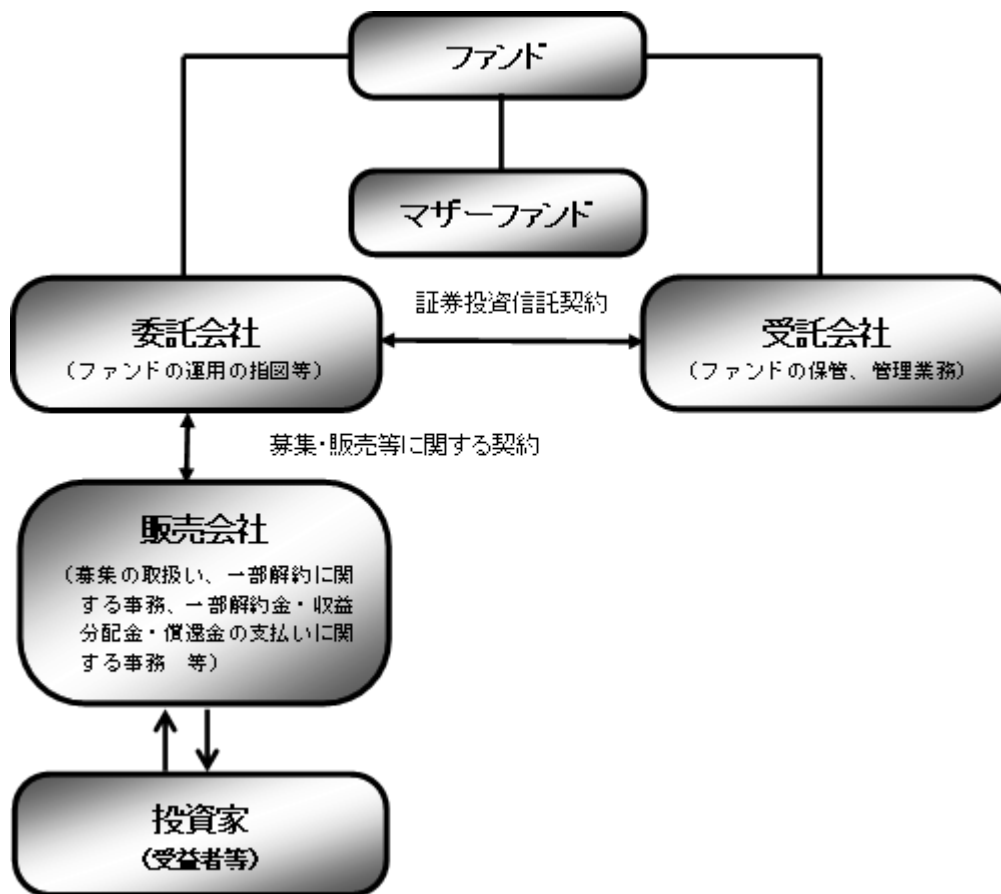 ファンド
マザーファンド
証券投資信託契約
委託会社
（ファンドの運用の指図等）
受託会社
（ファンドの保管、管理業務）
募集・販売等に関する契約
販売会社
（募集の取扱い、一部解約に関
する事務、一部解約金・収益
分配金・償還金の支払いに関
する事務　等）
投資家
（受益者等）